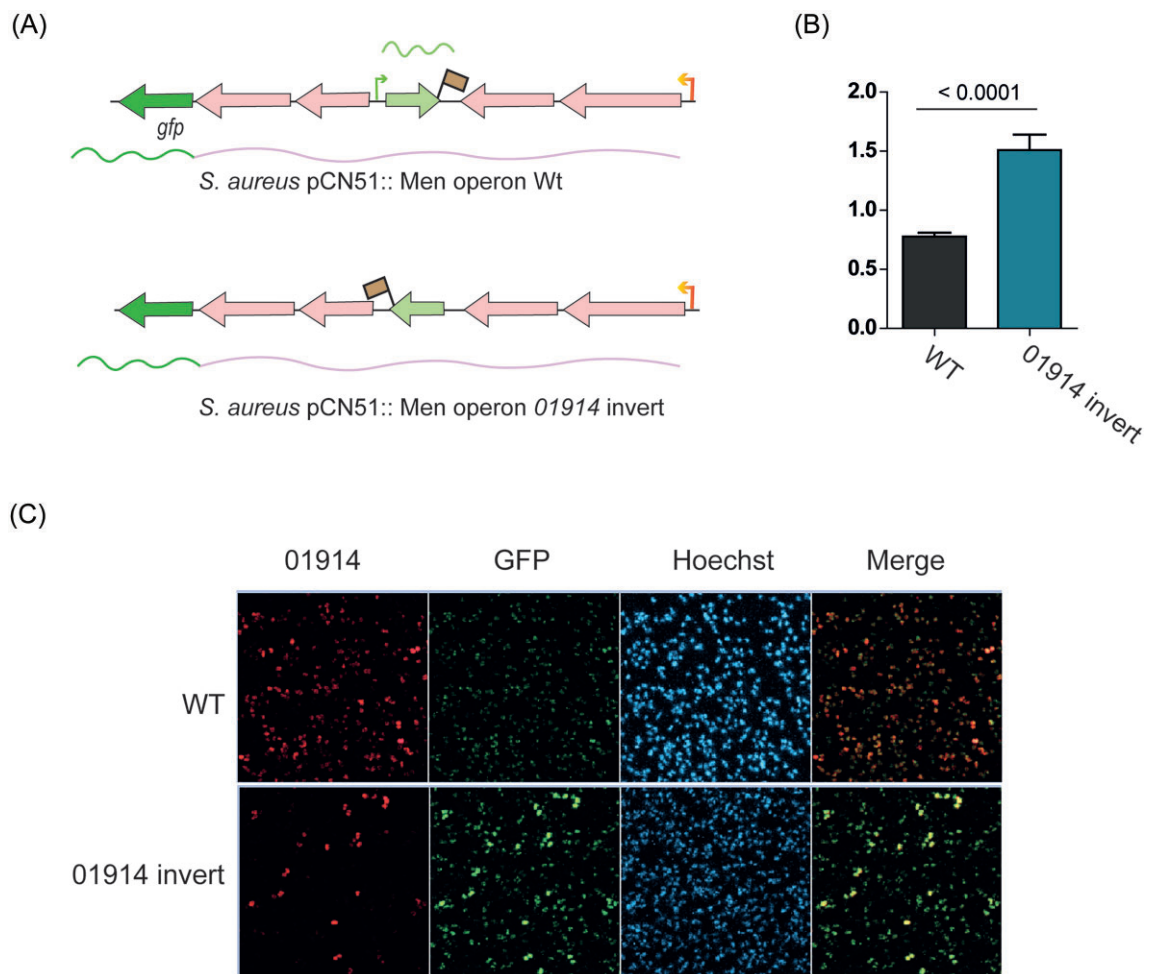 (A)
gfp
S. aureus pCN51:: Men operon Wt
S. aureus pCN51:: Men operon 01914 invert
(B)
< 0.0001
2.0
1.5
1.0
0.5
0.0
WT
01914 invert
(C)
01914 GFP Hoechst Merge
WT
01914 invert